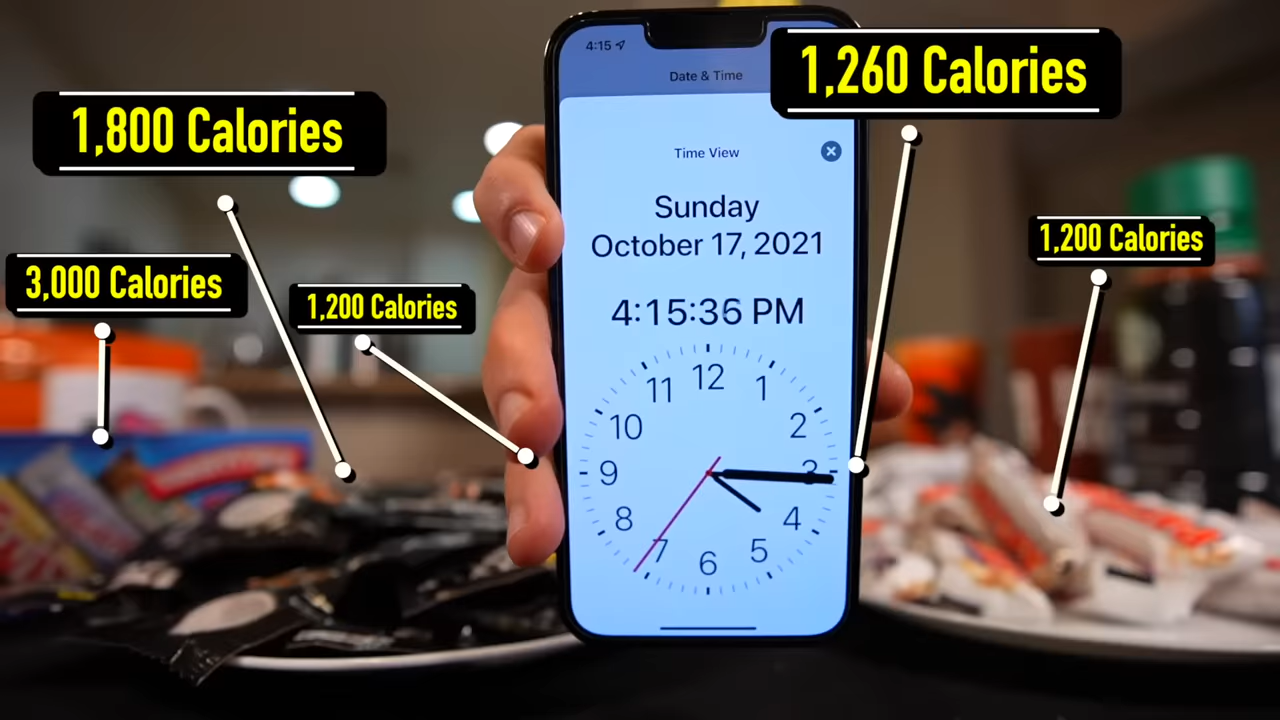 4:15
Date & Time
1,260 Calories
1,800 Calories
Time View
Sunday
October 17, 2021
3,000 Calories
1,200 Calories
1,200 Calories
4:15:36 PM
12
11
1
10
2
9
3
8
4
7
5
6